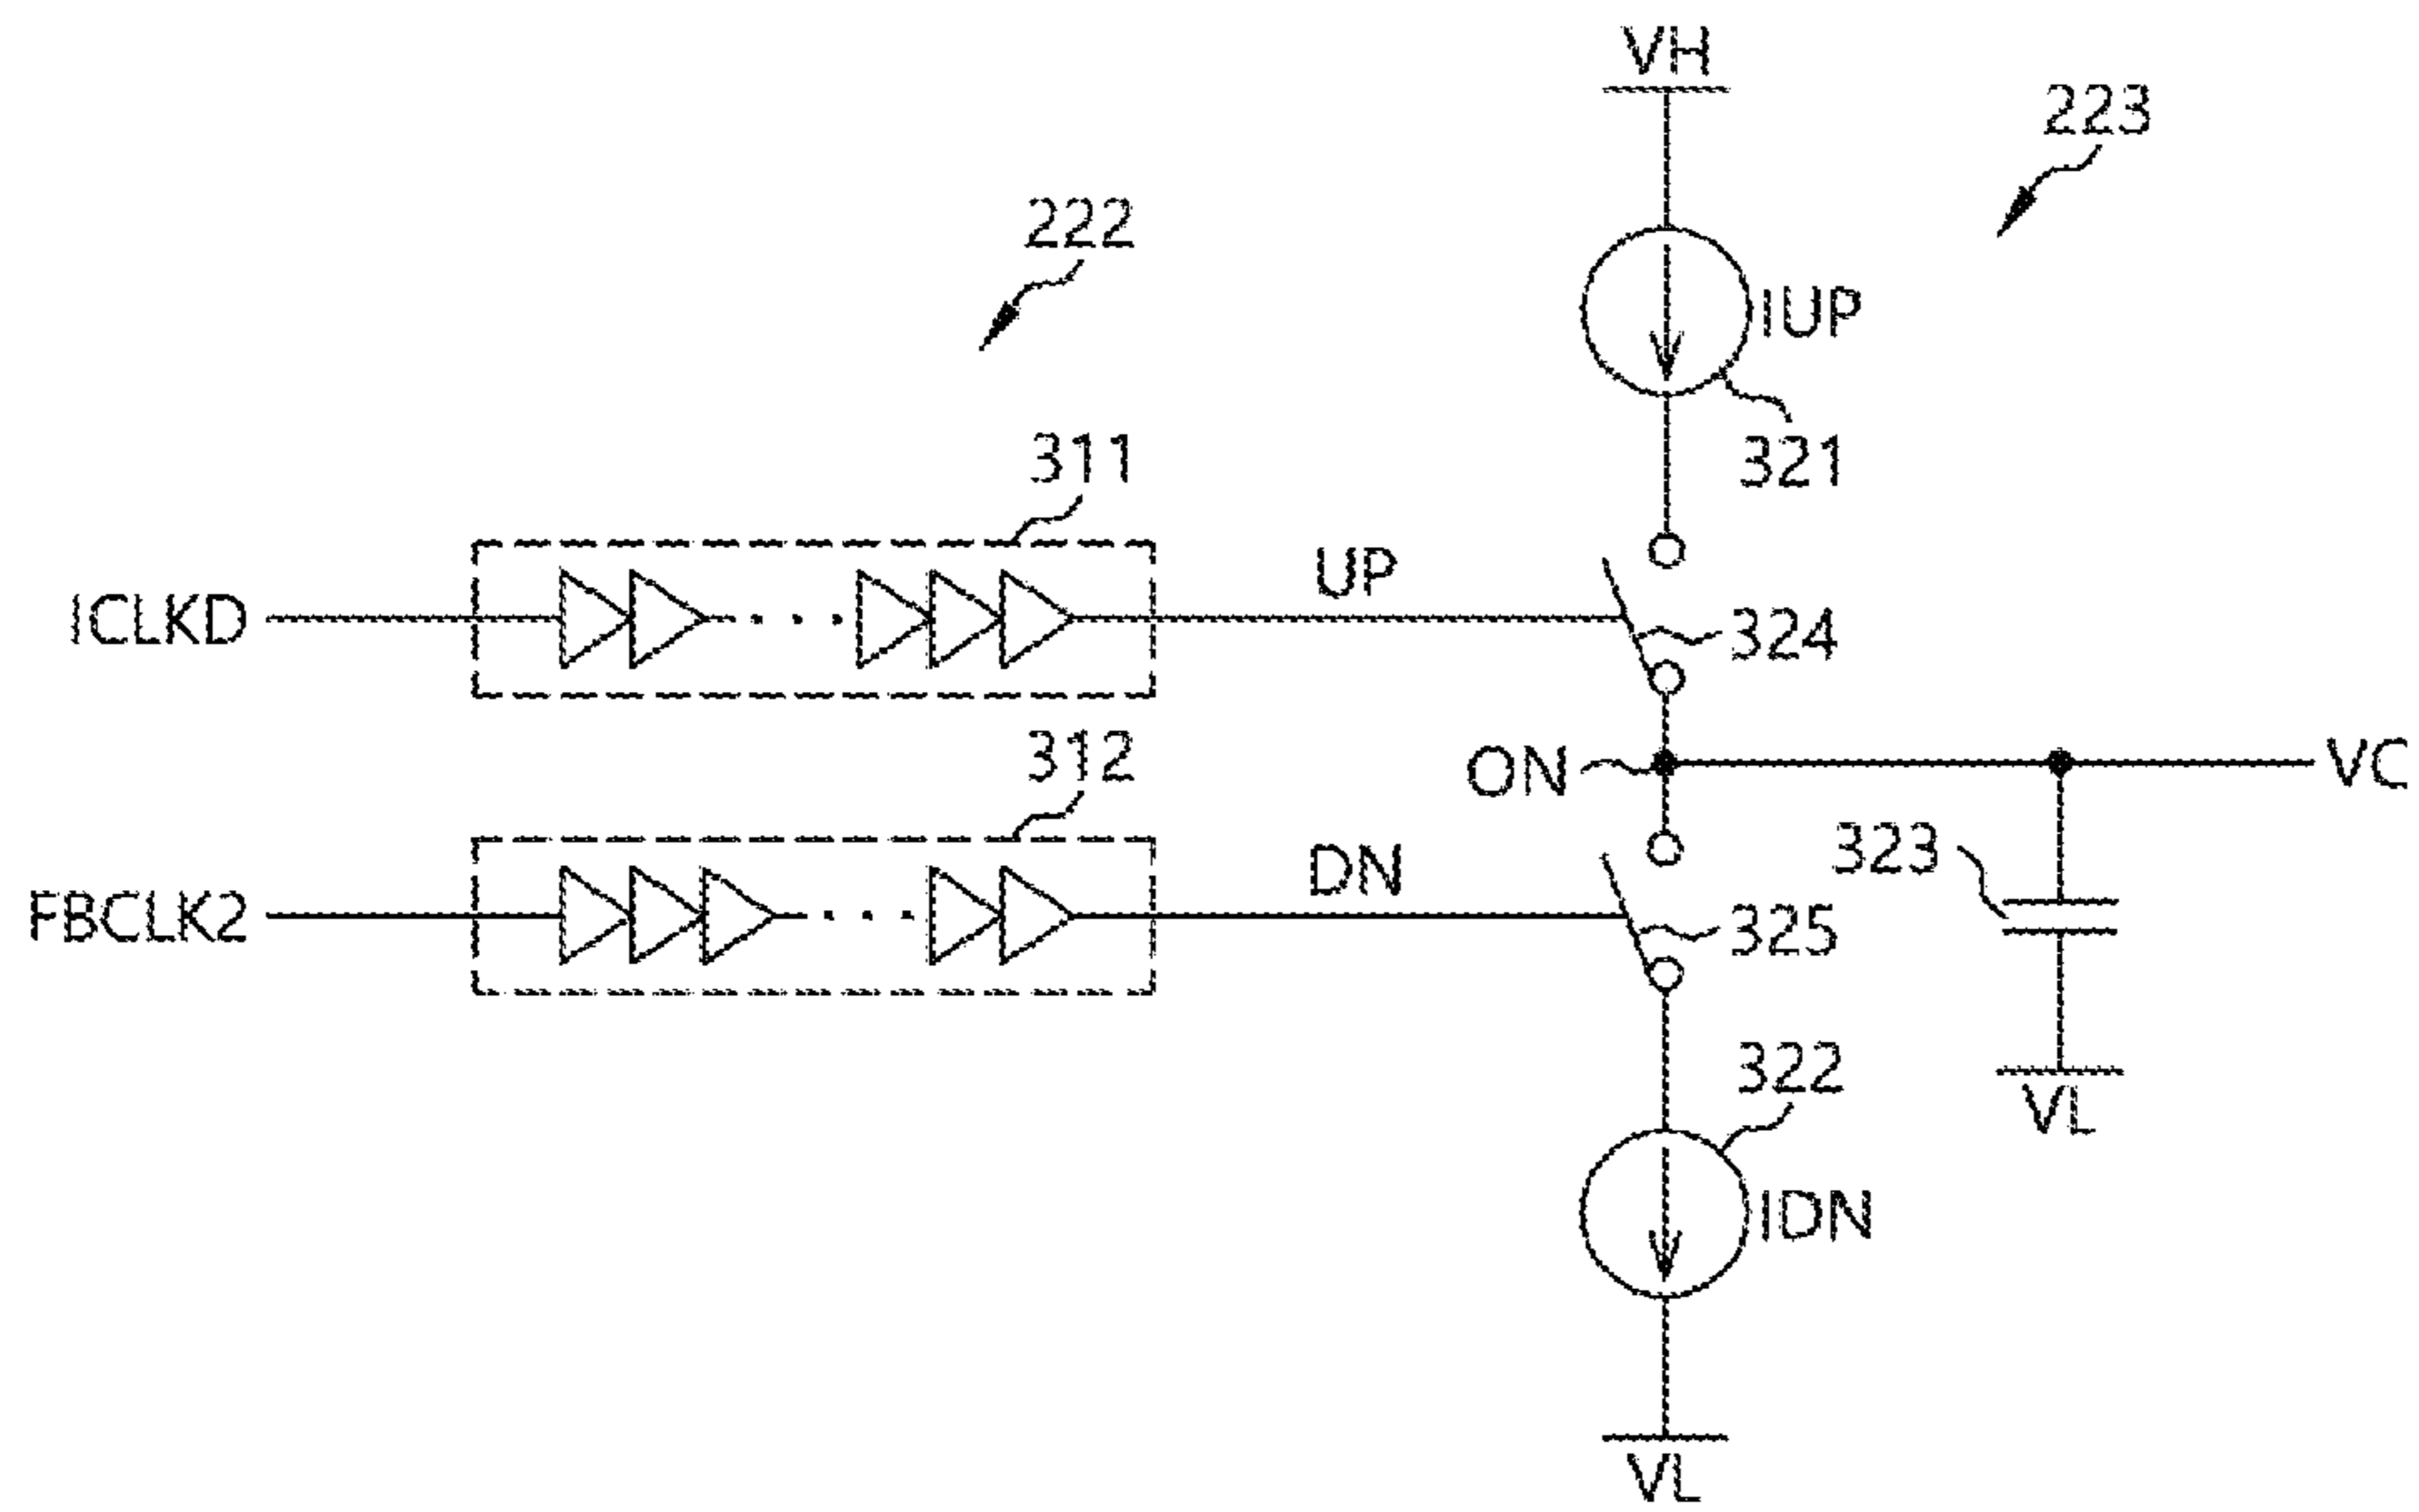 VH
223
222
IUP
321
311
ICLKD
UP
324
312
ON
VC
323
FBCLK2
DN
325
322
VL
IDN
VL